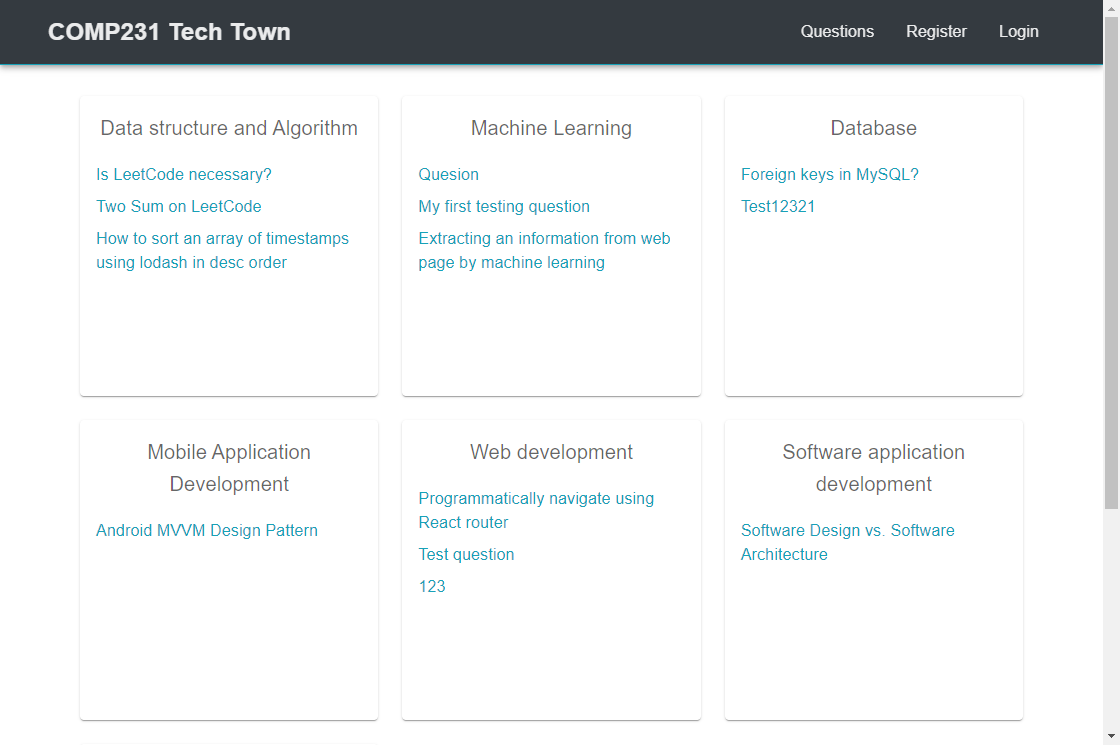 COMP231 Tech Town
Questions
Register
Login
Data structure and Algorithm
Is LeetCode necessary?
Two Sum on LeetCode
How to sort an array of timestamps
using lodash in desc order
Machine Learning
Quesion
My first testing question
Extracting an information from web
page by machine learning
Database
Foreign keys in MySQL?
Test12321
Mobile Application
Development
Android MVVM Design Pattern
Web development
Programmatically navigate using
React router
Test question
123
Software application
development
Software Design vs. Software
Architecture